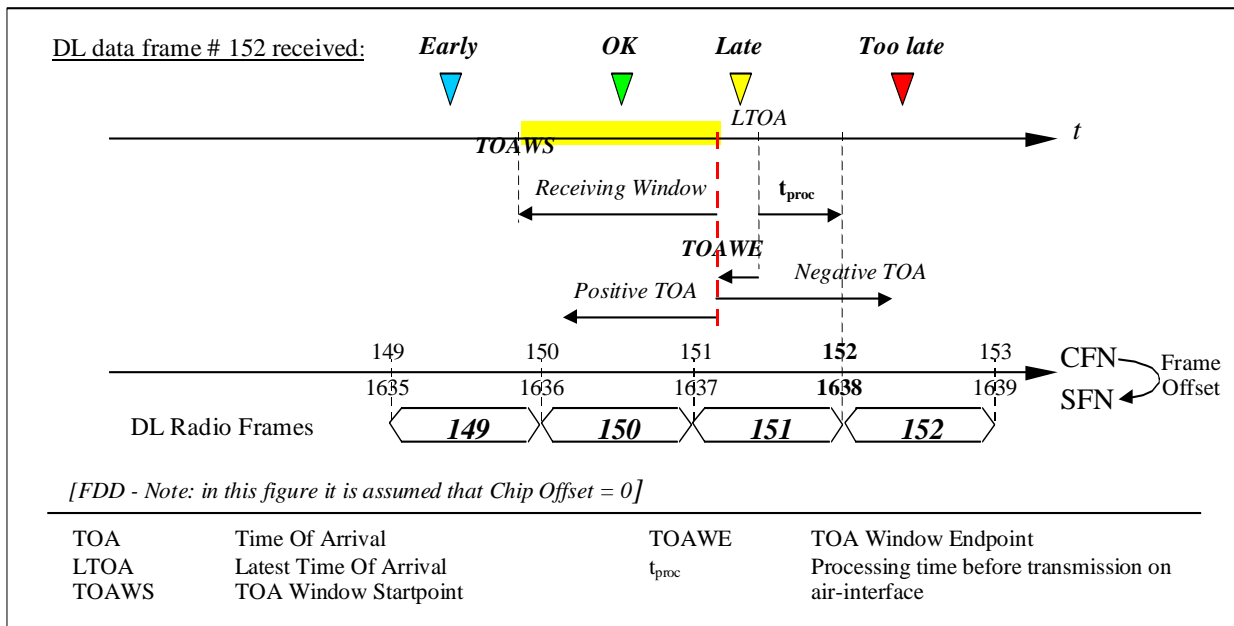 DL data frame # 152 received: Early OK Late Too late
LTOA
t
TOAWS
Receiving Window t_proc
TOAWE
Negative TOA
Positive TOA
149 150 151 152 153
CFN
Frame
Offset
1635 1636 1637 1638 1639
SFN
DL Radio Frames 149 150 151 152
[FDD - Note: in this figure it is assumed that Chip Offset = 0]
TOA Time Of Arrival TOAWE TOA Window Endpoint
LTOA Latest Time Of Arrival t_proc Processing time before transmission on
TOAWS TOA Window Startpoint air-interface